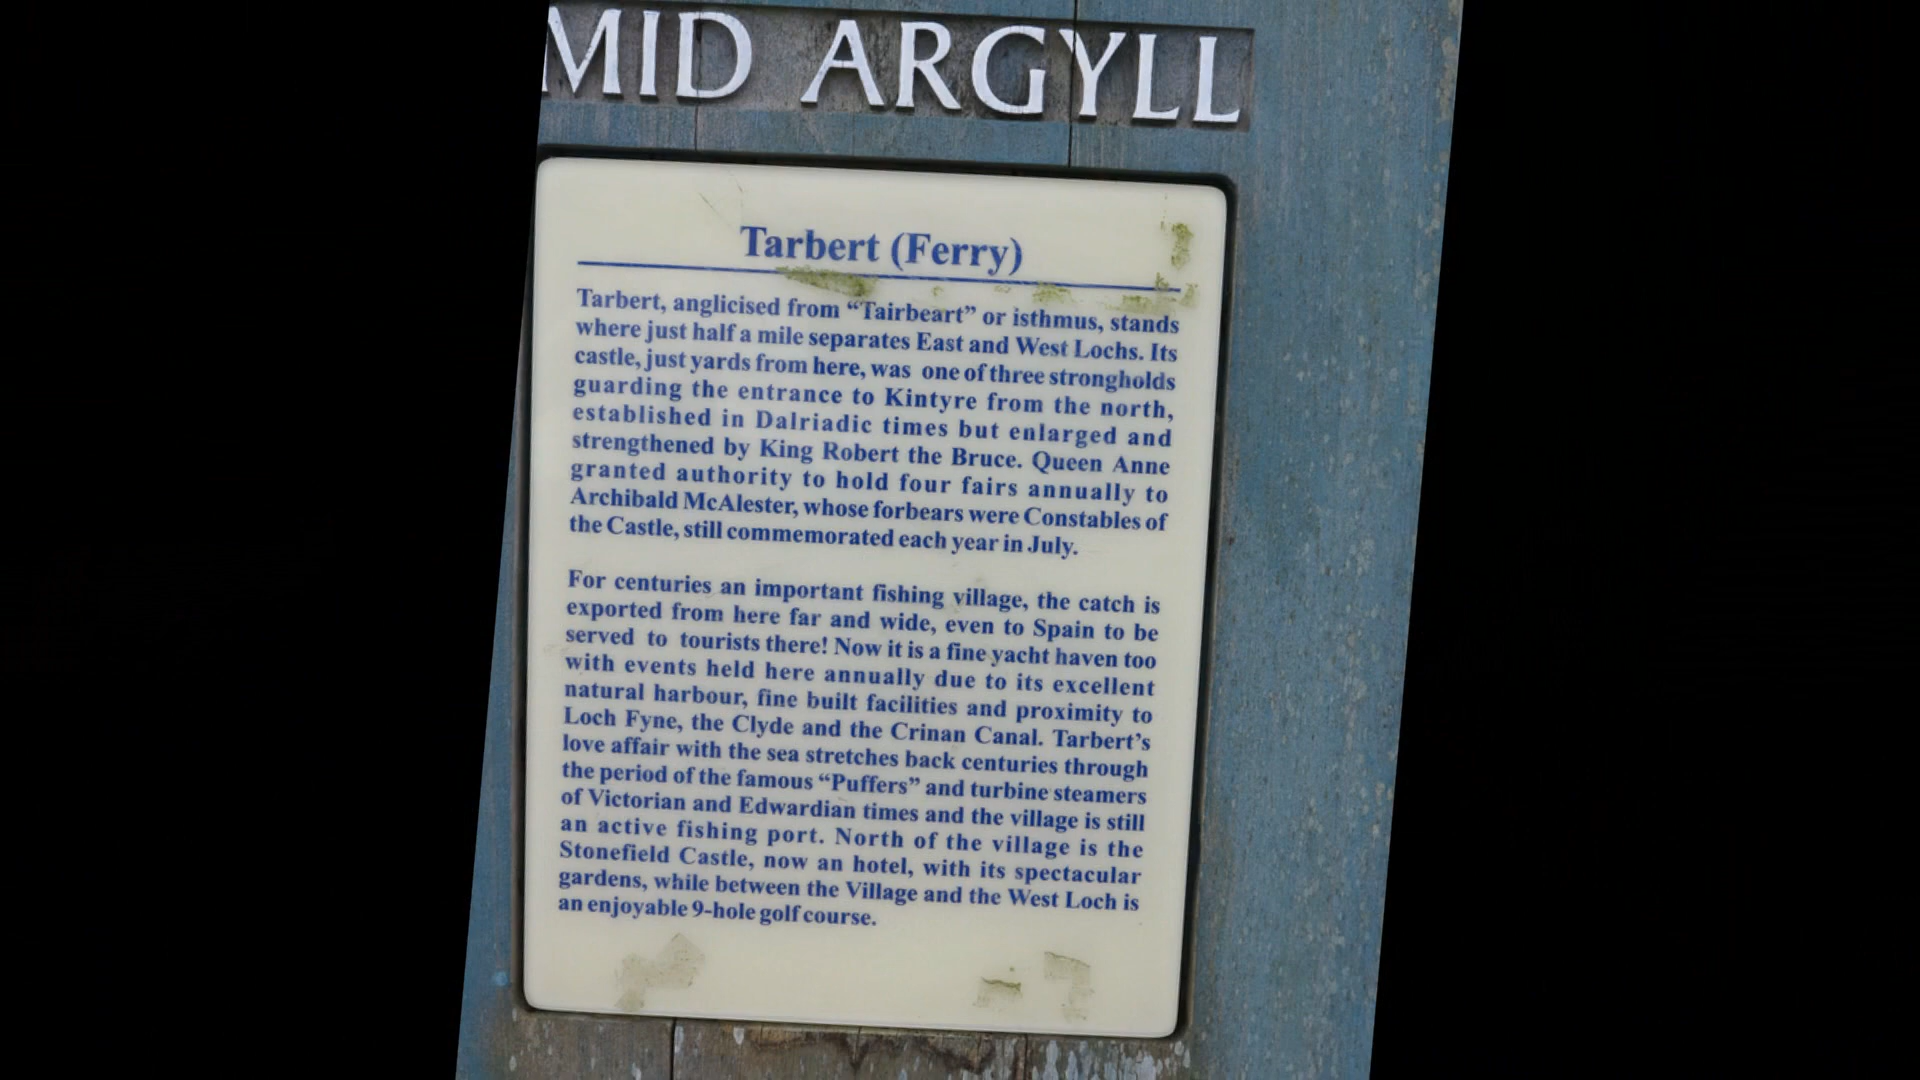 MID ARGYLL
Tarbert (Ferry)
Tarbert, anglicised from “Tairbeart” or isthmus, stands
where just half a mile separates East and West Lochs. Its
castle, just yards from here, was one of three strongholds
guarding the entrance to Kintyre from the north,
established in Dalriadic times but enlarged and
strengthened by King Robert the Bruce. Queen Anne
granted authority to hold four fairs annually to
Archibald McAlester, whose forbears were Constables of
the Castle, still commemorated each year in July.
For centuries an important fishing village, the catch is
exported from here far and wide, even to Spain to be
served to tourists there! Now it is a fine yacht haven too
with events held here annually due to its excellent
natural harbour, fine built facilities and proximity to
Loch Fyne, the Clyde and the Crinan Canal. Tarbert’s
love affair with the sea stretches back centuries through
the period of the famous “Puffers” and turbine steamers
of Victorian and Edwardian times and the village is still
an active fishing port. North of the village is the
Stonefield Castle, now an hotel, with its spectacular
gardens, while between the Village and the West Loch is
an enjoyable 9-hole golf course.